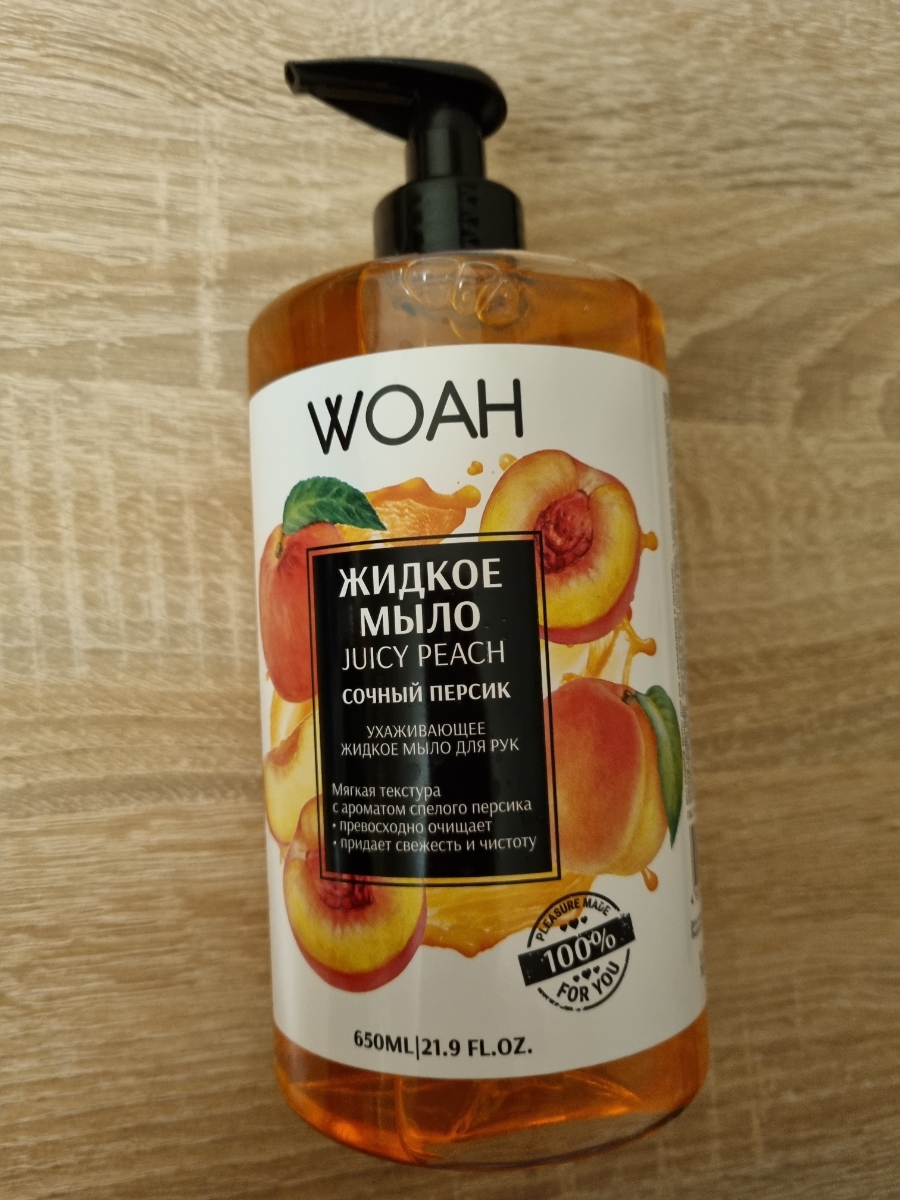 WOAH
ЖИДКОЕ
МЫЛО
JUICY PEACH
СОЧНЫЙ ПЕРСИК
УХАЖИВАЮЩЕЕ
ЖИДКОЕ МЫЛО ДЛЯ РУК
Мягкая текстура
с ароматом спелого персика
• превосходно очищает
• придает свежесть и чистоту
PLEASURE MADE
100%
FOR YOU
650ML|21.9 FL.OZ.